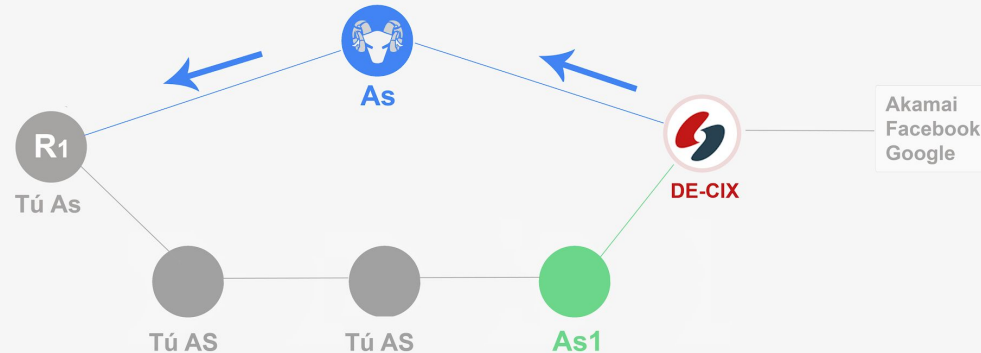 As
R1
Tú As
DE-CIX
Akamai
Facebook
Google
Tú AS
Tú AS
As1